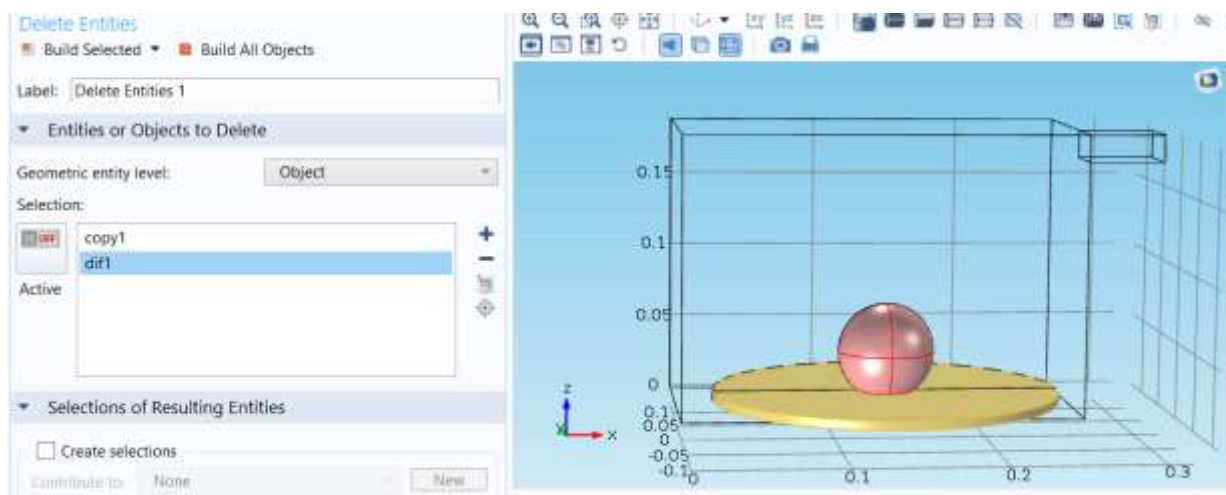 Delete Entities
Build Selected Build All Objects
Label: Delete Entities 1
Entities or Objects to Delete
Geometric entity level: Object
Selection:
OFF
copy1
dif1
Active
Selections of Resulting Entities
Create selections
Contribute to: None New
0.15
0.1
0.05
0
0.1
0.05
0
-0.05
-0.1
0
0.1
0.2
0.3
z
x